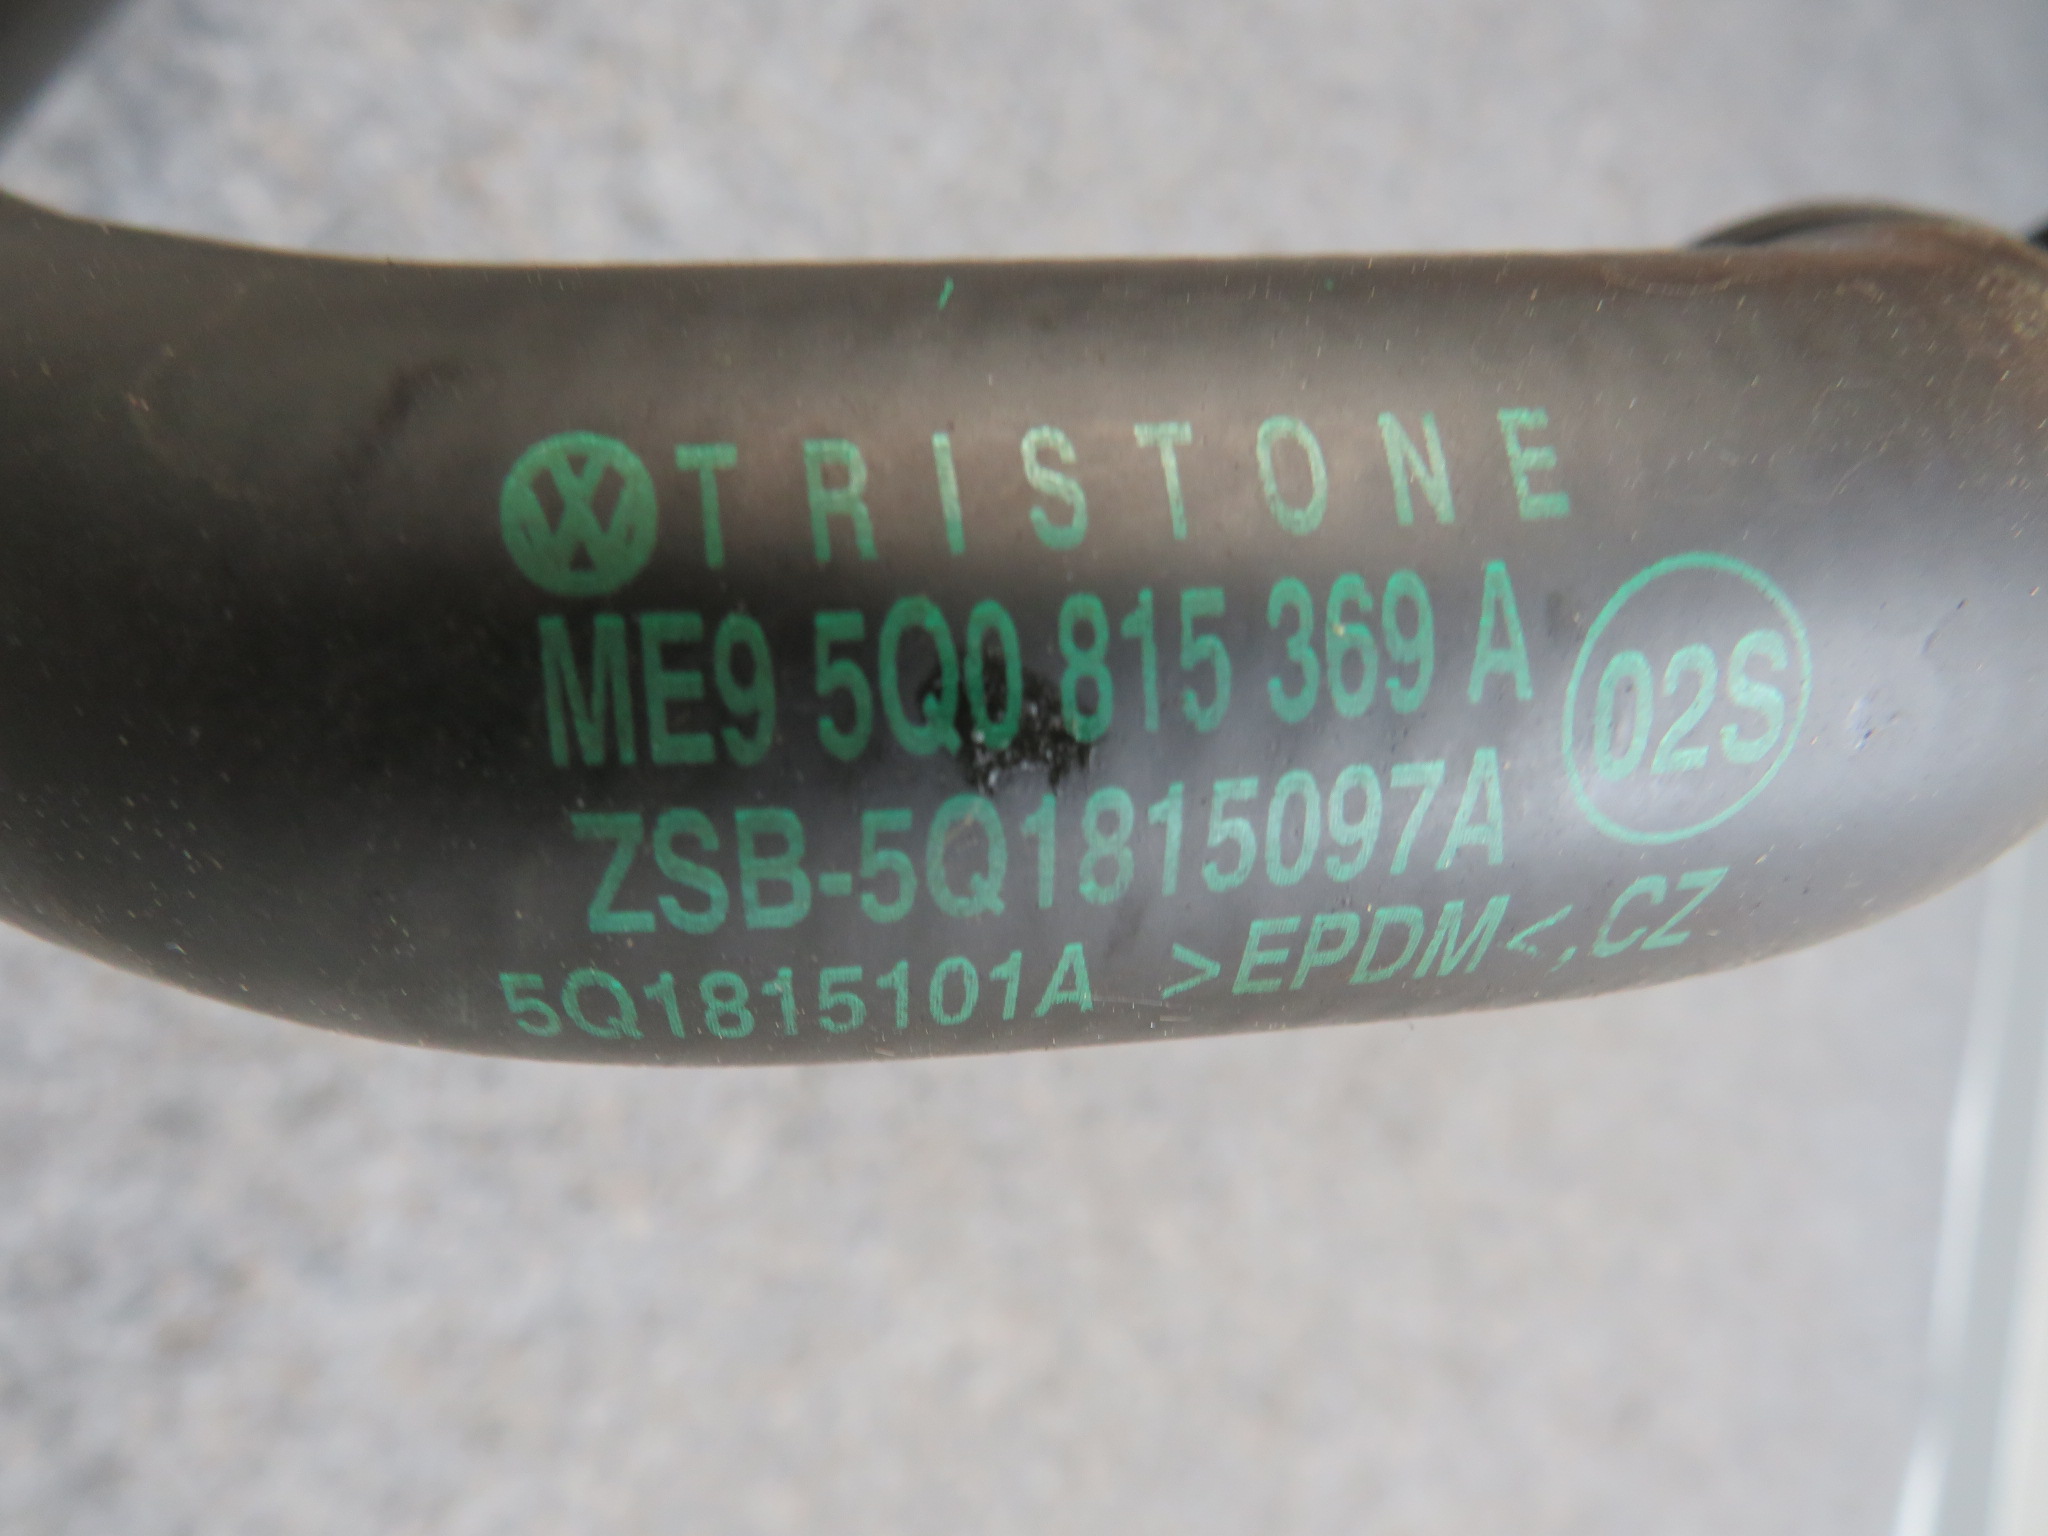 TRISTONE
ME9 5Q0 815 369 A
02S
ZSB-5Q1815097A
5Q1815101A >EPDM<,CZ